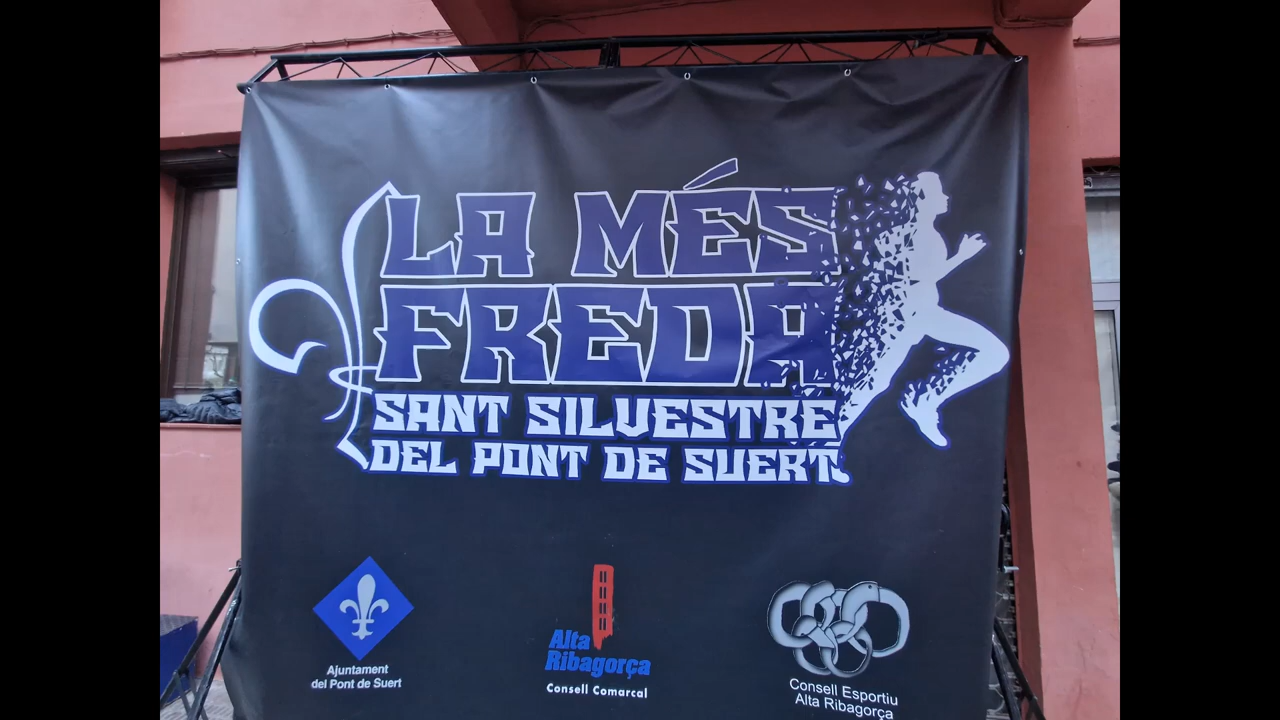 LA MÉS
FREDA
SANT SILVESTRE
DEL PONT DE SUERT
Ajuntament
del Pont de Suert
Alta
Ribagorça
Consell Comarcal
Consell Esportiu
Alta Ribagorça